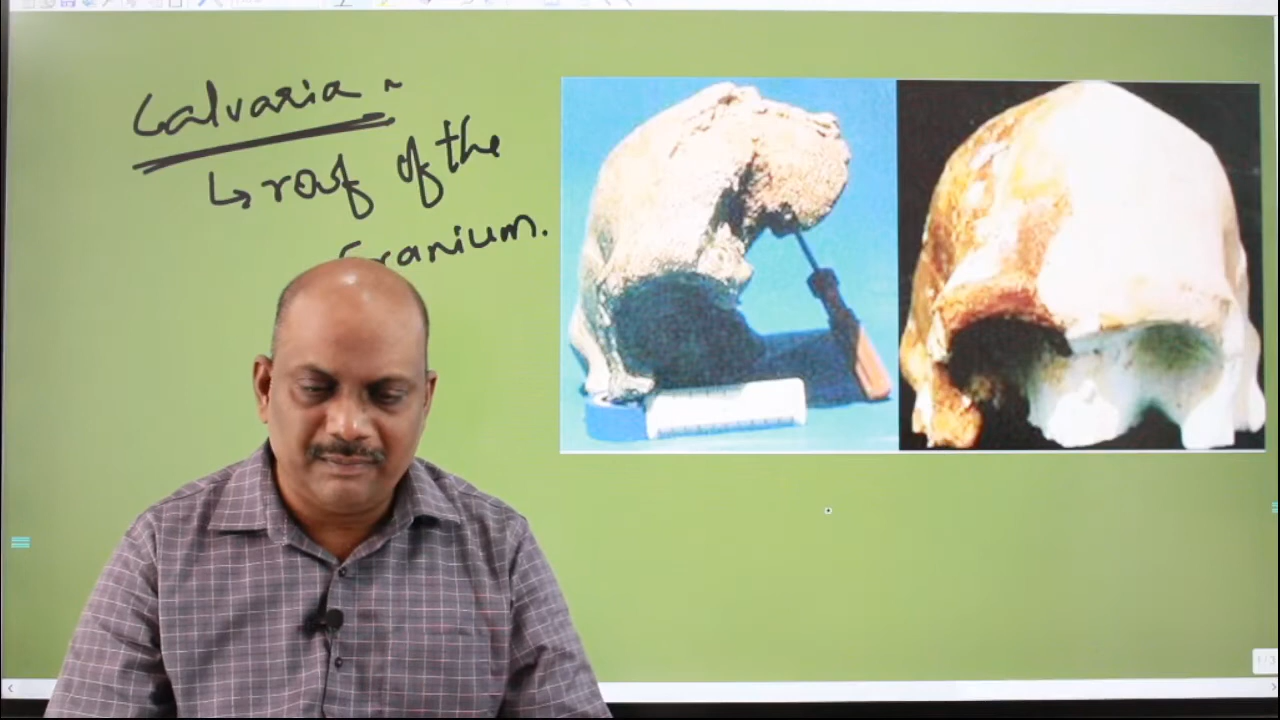 Calvaria ~
↳ roof of the
Cranium.